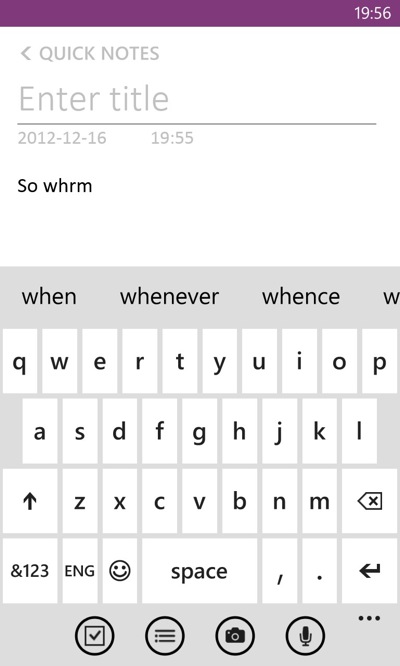 19:56
QUICK NOTES
Enter title
2012-12-16 19:55
So whrm
when whenever whence w
q w e r t y u i o p
a s d f g h j k l
z x c v b n m
&123 ENG space , .